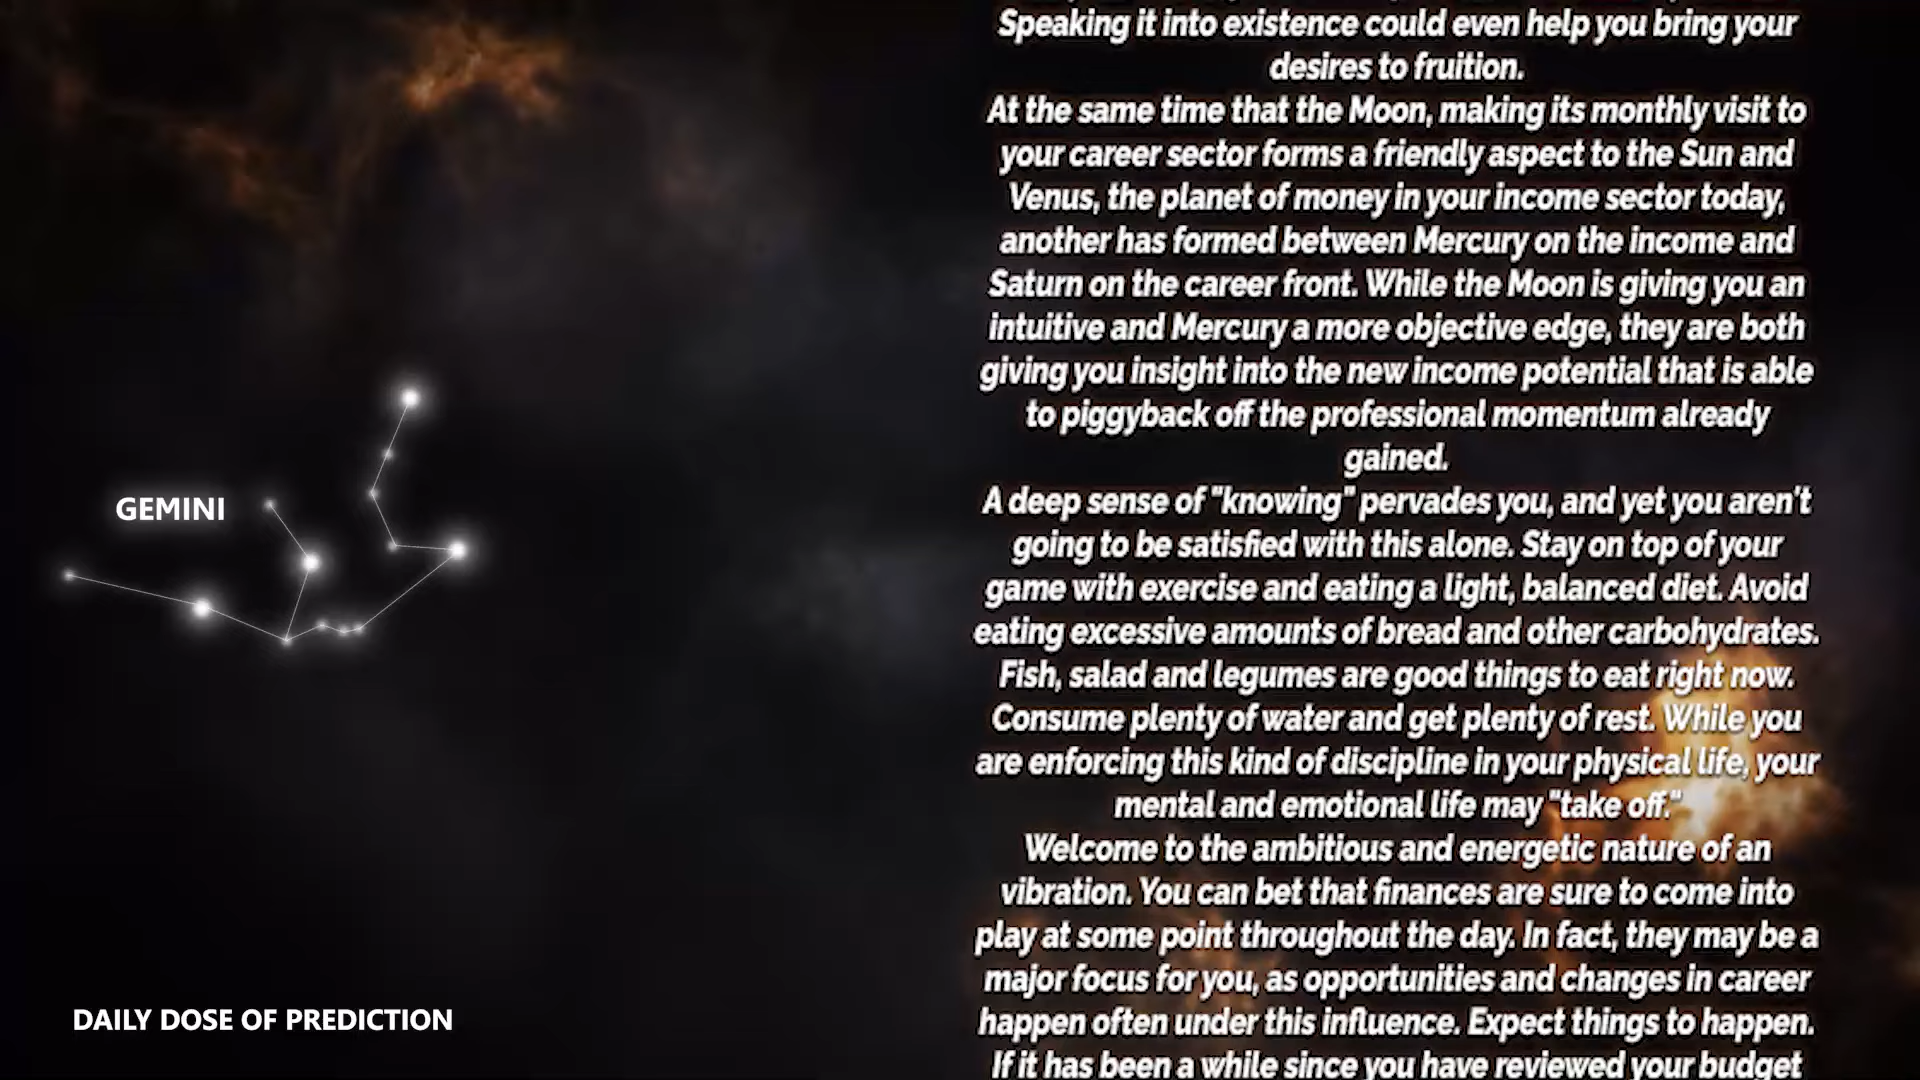 Speaking it into existence could even help you bring your
desires to fruition.
At the same time that the Moon, making its monthly visit to
your career sector forms a friendly aspect to the Sun and
Venus, the planet of money in your income sector today,
another has formed between Mercury on the income and
Saturn on the career front. While the Moon is giving you an
intuitive and Mercury a more objective edge, they are both
giving you insight into the new income potential that is able
to piggyback off the professional momentum already
gained.
A deep sense of "knowing" pervades you, and yet you aren't
going to be satisfied with this alone. Stay on top of your
game with exercise and eating a light, balanced diet. Avoid
eating excessive amounts of bread and other carbohydrates.
Fish, salad and legumes are good things to eat right now.
Consume plenty of water and get plenty of rest. While you
are enforcing this kind of discipline in your physical life, your
mental and emotional life may "take off."
Welcome to the ambitious and energetic nature of an
vibration. You can bet that finances are sure to come into
play at some point throughout the day. In fact, they may be a
major focus for you, as opportunities and changes in career
happen often under this influence. Expect things to happen.
If it has been a while since you have reviewed your budget
GEMINI
DAILY DOSE OF PREDICTION